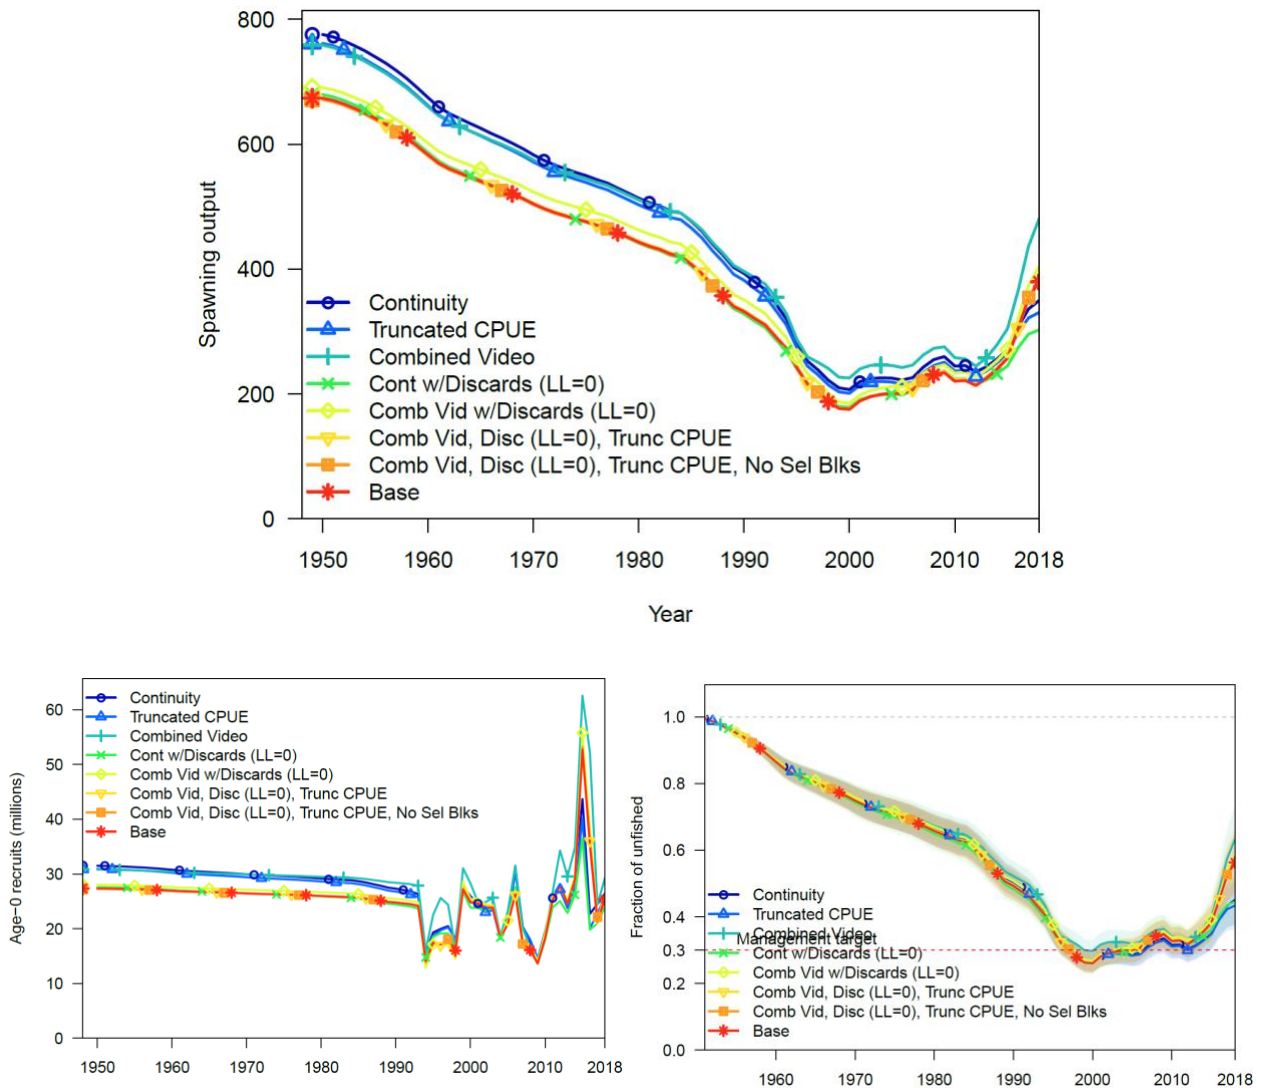 800
600
400
200
0
Spawning output
Continuity
Truncated CPUE
Combined Video
Cont w/Discards (LL=0)
Comb Vid w/Discards (LL=0)
Comb Vid, Disc (LL=0), Trunc CPUE
Comb Vid, Disc (LL=0), Trunc CPUE, No Sel Blks
Base
1950 1960 1970 1980 1990 2000 2010 2018
Year
60
50
40
30
20
10
0
Age−0 recruits (millions)
Continuity
Truncated CPUE
Combined Video
Cont w/Discards (LL=0)
Comb Vid w/Discards (LL=0)
Comb Vid, Disc (LL=0), Trunc CPUE
Comb Vid, Disc (LL=0), Trunc CPUE, No Sel Blks
Base
1950 1960 1970 1980 1990 2000 2010 2018
1.0
0.8
0.6
0.4
0.3
0.2
0.0
Fraction of unfished
Continuity
Truncated CPUE
Combined Video
Management target
Cont w/Discards (LL=0)
Comb Vid w/Discards (LL=0)
Comb Vid, Disc (LL=0), Trunc CPUE
Comb Vid, Disc (LL=0), Trunc CPUE, No Sel Blks
Base
1960 1970 1980 1990 2000 2010 2018